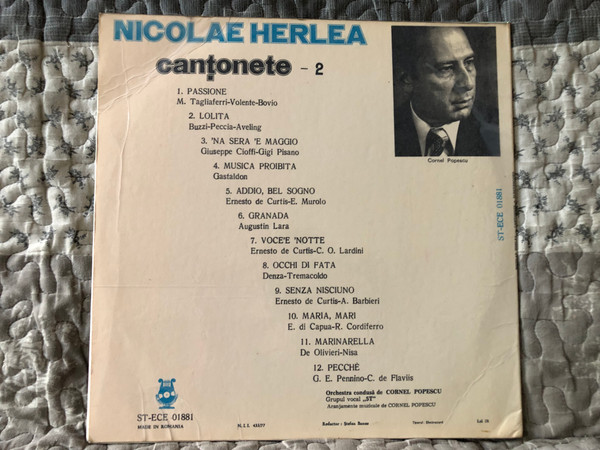 NICOLAE HERLEA
canțonete - 2
1. PASSIONE
M. Tagliaferri-Volente-Bovio
2. LOLITA
Buzzi-Peccia-Aveling
3. 'NA SERA 'E MAGGIO
Giuseppe Cioffi-Gigi Pisano
4. MUSICA PROIBITA
Gastaldon
5. ADDIO, BEL SOGNO
Ernesto de Curtis-E. Murolo
6. GRANADA
Augustin Lara
7. VOCE'E 'NOTTE
Ernesto de Curtis-C. O. Lardini
8. OCCHI DI FATA
Denza-Tremacoldo
9. SENZA NISCIUNO
Ernesto de Curtis-A. Barbieri
10. MARIA, MARI
E. di Capua-R. Cordiferro
11. MARINARELLA
De Olivieri-Nisa
12. PECCHÈ
G. E. Pennino-C. de Flaviis
Cornel Popescu
ST-ECE 01881
Orchestra condusă de CORNEL POPESCU
Grupul vocal „5T"
Aranjamente muzicale de CORNEL POPESCU
ST-ECE 01881
MADE IN ROMANIA
Redactor :
Lei